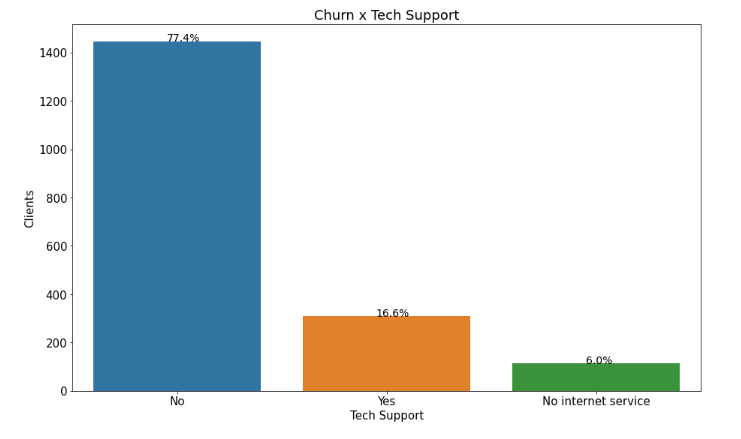 Churn x Tech Support
77.4%
1400
1200
1000
800
600
400
200
0
16.6%
6.0%
Clients
No
Yes
No internet service
Tech Support